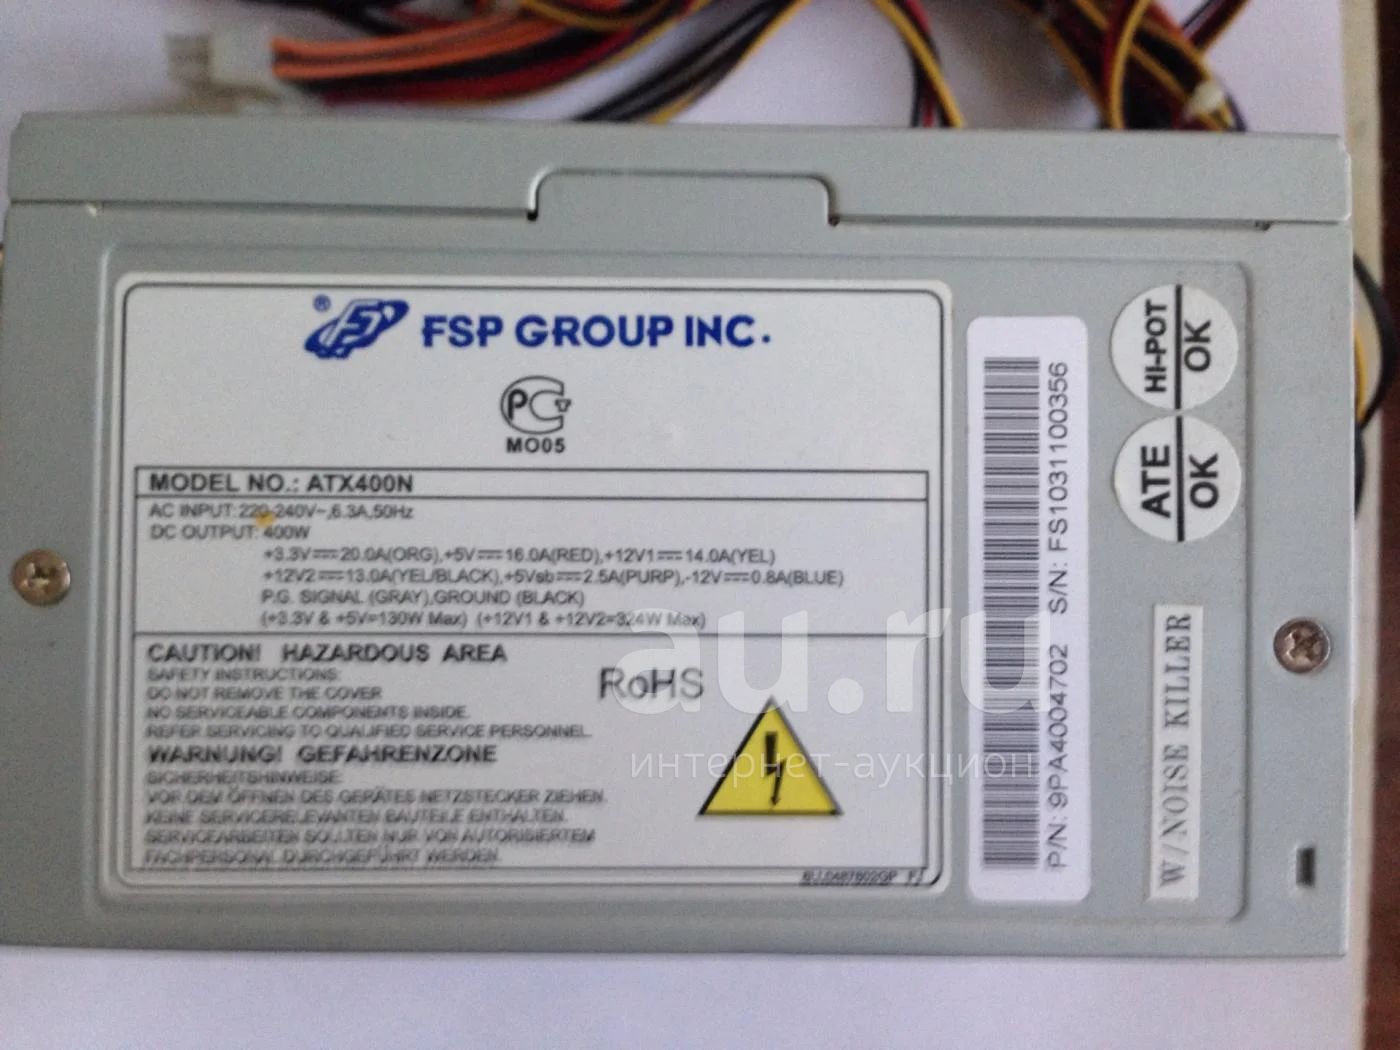 ® FSP GROUP INC.
PCT
MO05
MODEL NO.: ATX400N
AC INPUT: 220-240V~,6.3A,50Hz
DC OUTPUT: 400W
+3.3V⎓20.0A(ORG),+5V⎓16.0A(RED),+12V1⎓14.0A(YEL)
+12V2⎓13.0A(YEL/BLACK),+5Vsb⎓2.5A(PURP),-12V⎓0.8A(BLUE)
P.G. SIGNAL (GRAY),GROUND (BLACK)
(+3.3V & +5V=130W Max) (+12V1 & +12V2=324W Max)
CAUTION! HAZARDOUS AREA
SAFETY INSTRUCTIONS:
DO NOT REMOVE THE COVER
NO SERVICEABLE COMPONENTS INSIDE.
REFER SERVICING TO QUALIFIED SERVICE PERSONNEL.
WARNUNG! GEFAHRENZONE
SICHERHEITSHINWEISE:
VOR DEM ÖFFNEN DES GERÄTES NETZSTECKER ZIEHEN.
KEINE SERVICERELEVANTEN BAUTEILE ENTHALTEN.
SERVICEARBEITEN SOLLTEN NUR VON AUTORISIERTEM
FACHPERSONAL DURCHGEFÜHRT WERDEN.
RoHS
P/N: 9PA4004702 S/N: FS1031100356
HI-POT OK
ATE OK
W/NOISE KILLER
au.ru
интернет-аукцион